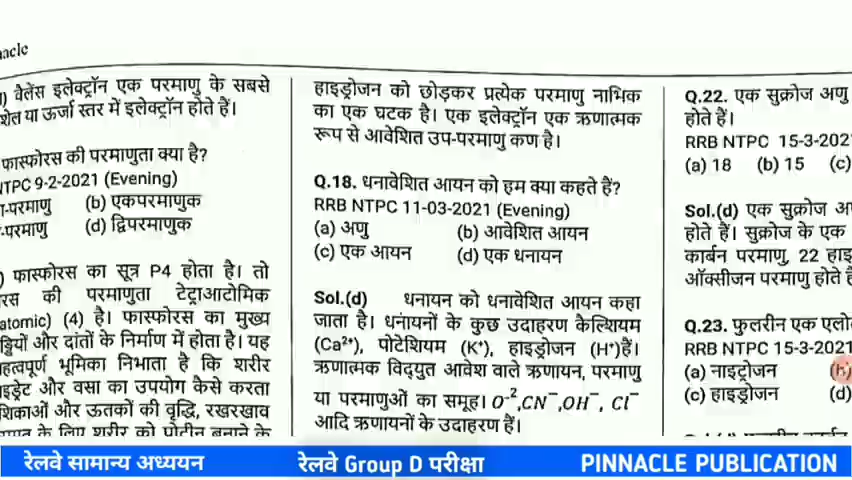 nacle
वैलेंस इलेक्ट्रॉन एक परमाणु के सबसे
शेल या ऊर्जा स्तर में इलेक्ट्रॉन होते हैं।
फास्फोरस की परमाणुता क्या है?
NTPC 9-2-2021 (Evening)
-परमाणु (b) एकपरमाणुक
-परमाणु (d) द्विपरमाणुक
फास्फोरस का सूत्र P4 होता है। तो
रस की परमाणुता टेट्राआटोमिक
atomic) (4) है। फास्फोरस का मुख्य
और दांतों के निर्माण में होता है। यह
हत्वपूर्ण भूमिका निभाता है कि शरीर
इड्रेट और वसा का उपयोग कैसे करता
शिकाओं और ऊतकों की वृद्धि, रखरखाव
के लिए शरीर को प्रोटीन बनाने के
हाइड्रोजन को छोड़कर प्रत्येक परमाणु नाभिक
का एक घटक है। एक इलेक्ट्रॉन एक ऋणात्मक
रूप से आवेशित उप-परमाणु कण है।
Q.18. धनावेशित आयन को हम क्या कहते हैं?
RRB NTPC 11-03-2021 (Evening)
(a) अणु (b) आवेशित आयन
(c) एक आयन (d) एक धनायन
Sol.(d) धनायन को धनावेशित आयन कहा
जाता है। धनायनों के कुछ उदाहरण कैल्शियम
(Ca²⁺), पोटेशियम (K⁺), हाइड्रोजन (H⁺)हैं।
ऋणात्मक विद्युत आवेश वाले ऋणायन, परमाणु
या परमाणुओं का समूह। O⁻²,CN⁻,OH⁻, Cl⁻
आदि ऋणायनों के उदाहरण हैं।
Q.22. एक सुक्रोज अणु
होते हैं।
RRB NTPC 15-3-202
(a) 18 (b) 15 (c)
Sol.(d) एक सुक्रोज अ
होते हैं। सुक्रोज के एक
कार्बन परमाणु, 22 हाइ
ऑक्सीजन परमाणु होते हैं
Q.23. फुलरीन एक एलो
RRB NTPC 15-3-2021
(a) नाइट्रोजन (b)
(c) हाइड्रोजन (d)
रेलवे सामान्य अध्ययन रेलवे Group D परीक्षा PINNACLE PUBLICATION